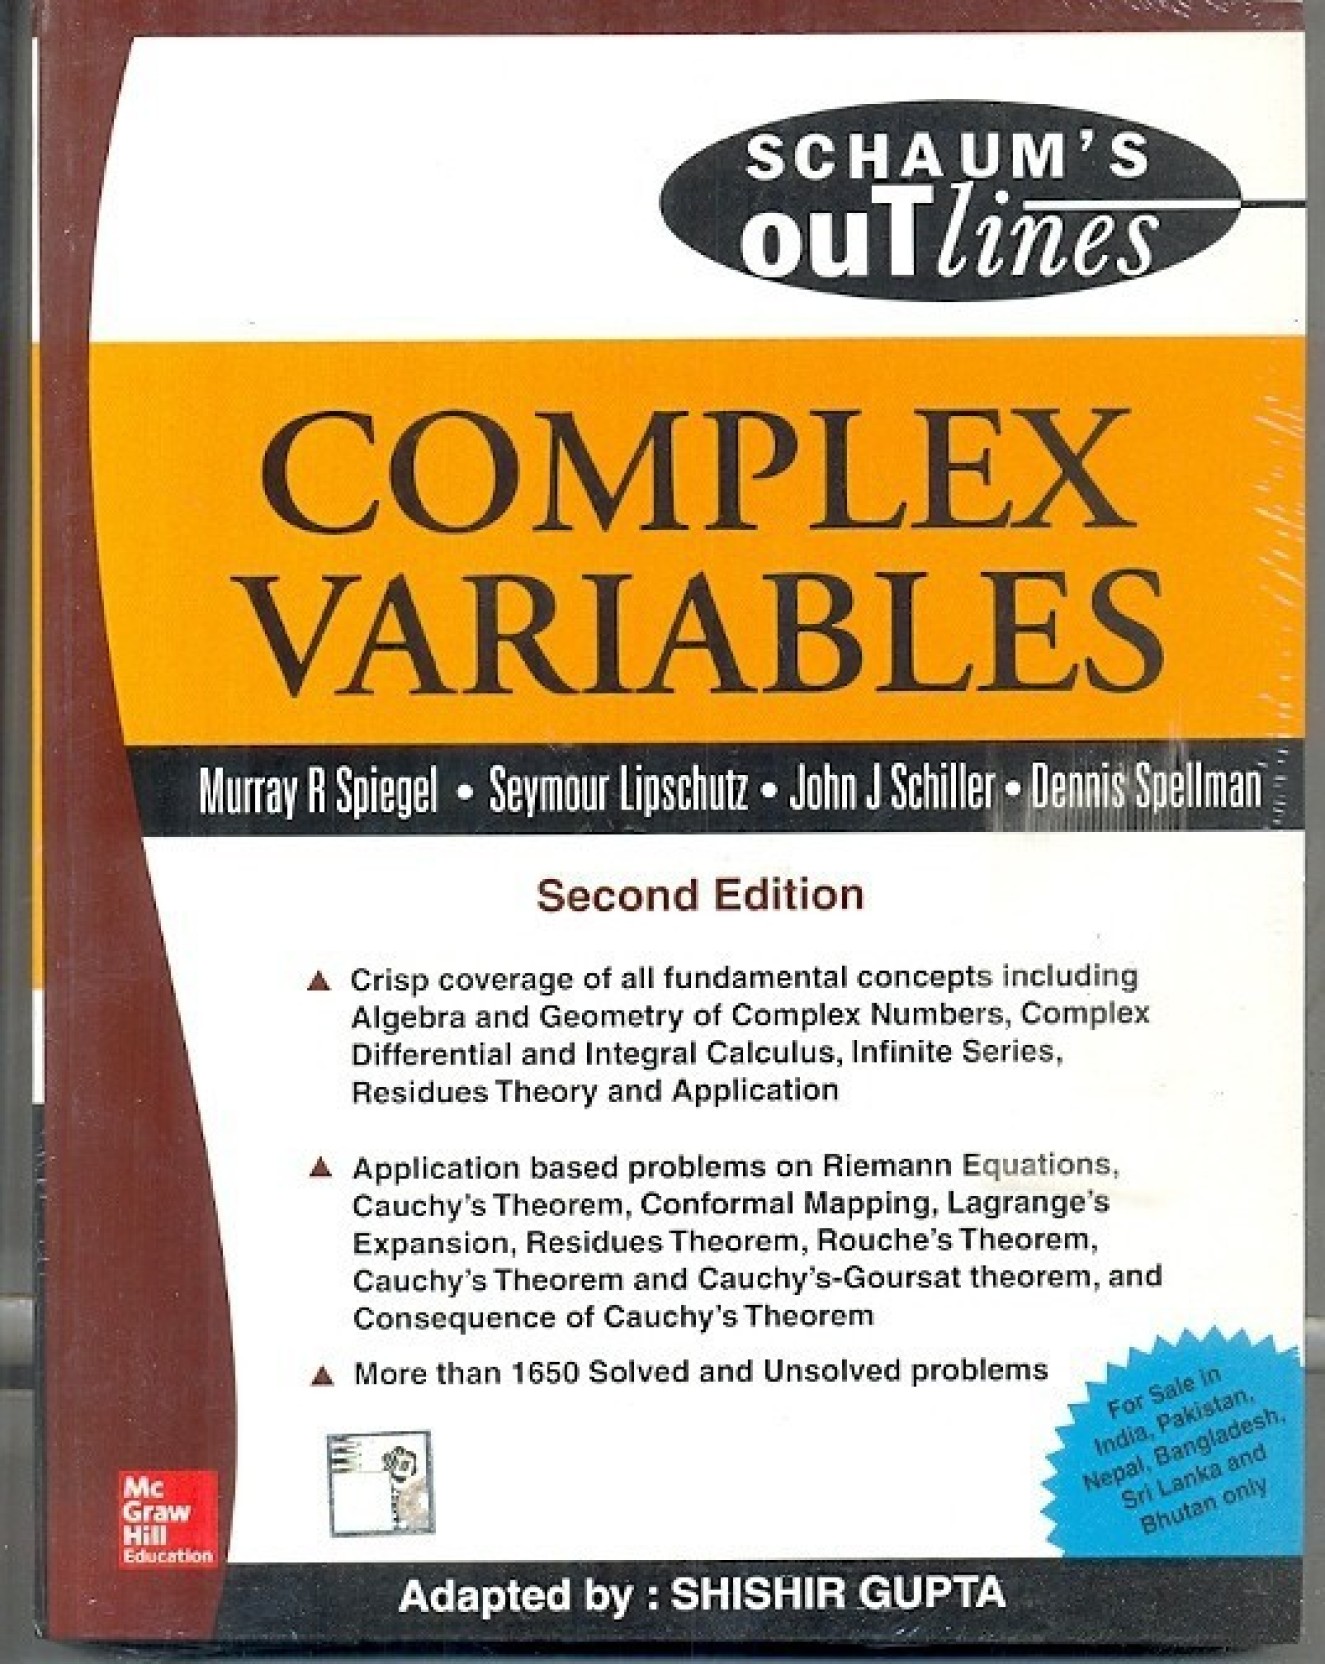 SCHAUM'S
ouTlines
COMPLEX
VARIABLES
Murray R Spiegel • Seymour Lipschutz • John J Schiller • Dennis Spellman
Second Edition
▲ Crisp coverage of all fundamental concepts including
Algebra and Geometry of Complex Numbers, Complex
Differential and Integral Calculus, Infinite Series,
Residues Theory and Application
▲ Application based problems on Riemann Equations,
Cauchy's Theorem, Conformal Mapping, Lagrange's
Expansion, Residues Theorem, Rouche's Theorem,
Cauchy's Theorem and Cauchy's-Goursat theorem, and
Consequence of Cauchy's Theorem
▲ More than 1650 Solved and Unsolved problems
For Sale in
India, Pakistan,
Nepal, Bangladesh,
Sri Lanka and
Bhutan only
Mc
Graw
Hill
Education
Adapted by : SHISHIR GUPTA